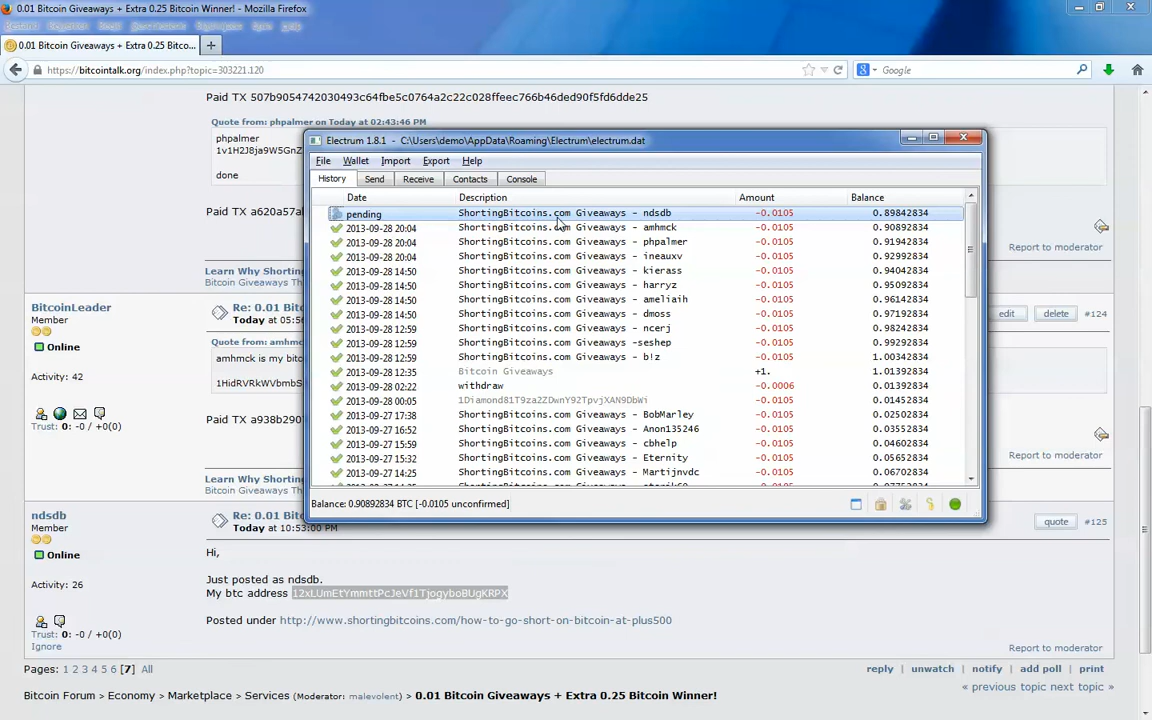 0.01 Bitcoin Giveaways + Extra 0.25 Bitcoin Winner! - Mozilla Firefox
0.01 Bitcoin Giveaways + Extra 0.25 Bitco...
https://bitcointalk.org/index.php?topic=303221.120
Google
Paid TX 507b9054742030493c64fbe5c0764a2c22c028ffeec766b46ded90f5fd6dde25
Quote from: phpalmer on Today at 02:43:46 PM
phpalmer
1v1H2J8ja9W5GnZ
done
Paid TX a620a57al
Report to moderator
Learn Why Shorting
Bitcoin Giveaways Th
BitcoinLeader
Member
Online
Activity: 42
Trust: 0: -0 / +0(0)
Re: 0.01 Bit
Today at 05:56
edit
delete
#124
Quote from: amhmc
amhmck is my bitc
1HidRVRkWVbmbS
Paid TX a938b290
Report to moderator
Learn Why Shorting
Bitcoin Giveaways Th
Electrum 1.8.1 - C:\Users\demo\AppData\Roaming\Electrum\electrum.dat
File Wallet Import Export Help
History Send Receive Contacts Console
Date Description Amount Balance
pending ShortingBitcoins.com Giveaways - ndsdb -0.0105 0.89842834
2013-09-28 20:04 ShortingBitcoins.com Giveaways - amhmck -0.0105 0.90892834
2013-09-28 20:04 ShortingBitcoins.com Giveaways - phpalmer -0.0105 0.91942834
2013-09-28 20:04 ShortingBitcoins.com Giveaways - ineauxv -0.0105 0.92992834
2013-09-28 14:50 ShortingBitcoins.com Giveaways - kierass -0.0105 0.94042834
2013-09-28 14:50 ShortingBitcoins.com Giveaways - harryz -0.0105 0.95092834
2013-09-28 14:50 ShortingBitcoins.com Giveaways - ameliaih -0.0105 0.96142834
2013-09-28 14:50 ShortingBitcoins.com Giveaways - dmoss -0.0105 0.97192834
2013-09-28 12:59 ShortingBitcoins.com Giveaways - ncerj -0.0105 0.98242834
2013-09-28 12:59 ShortingBitcoins.com Giveaways -seshep -0.0105 0.99292834
2013-09-28 12:59 ShortingBitcoins.com Giveaways - b!z -0.0105 1.00342834
2013-09-28 12:35 Bitcoin Giveaways +1. 1.01392834
2013-09-28 02:22 withdraw -0.0006 0.01392834
2013-09-28 00:05 1Diamond81T9za2ZDwnY92TpvjXAN9DbWi -0.0105 0.01452834
2013-09-27 17:38 ShortingBitcoins.com Giveaways - BobMarley -0.0105 0.02502834
2013-09-27 16:52 ShortingBitcoins.com Giveaways - Anon135246 -0.0105 0.03552834
2013-09-27 15:59 ShortingBitcoins.com Giveaways - cbhelp -0.0105 0.04602834
2013-09-27 15:32 ShortingBitcoins.com Giveaways - Eternity -0.0105 0.05652834
2013-09-27 14:25 ShortingBitcoins.com Giveaways - Martijnvdc -0.0105 0.06702834
Balance: 0.90892834 BTC [-0.0105 unconfirmed]
ndsdb
Member
Online
Activity: 26
Trust: 0: -0 / +0(0)
Ignore
Re: 0.01 Bit
Today at 10:53:00 PM
quote
#125
Hi,
Just posted as ndsdb.
My btc address 12xLUmEtYmmttPcJeVf1TjogyboBUgKRPX
Posted under http://www.shortingbitcoins.com/how-to-go-short-on-bitcoin-at-plus500
Report to moderator
Pages: 1 2 3 4 5 6 [7] All
reply unwatch notify add poll print
Bitcoin Forum > Economy > Marketplace > Services (Moderator: malevolent) > 0.01 Bitcoin Giveaways + Extra 0.25 Bitcoin Winner!
« previous topic next topic »